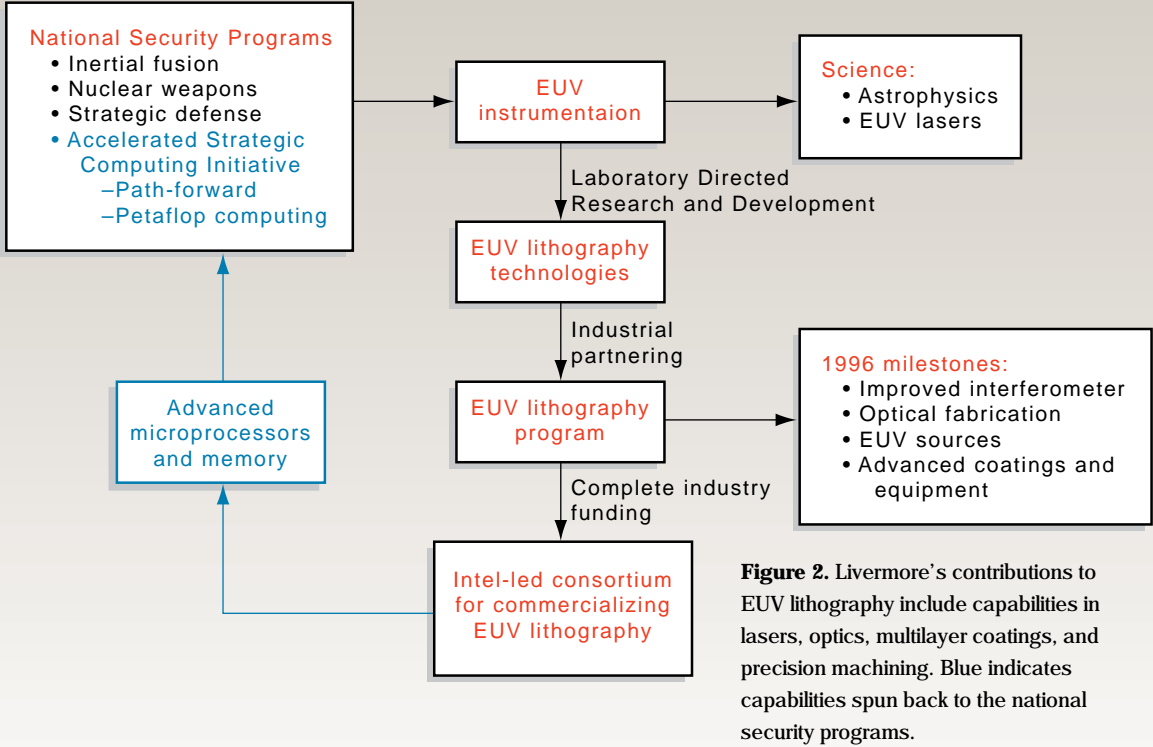 National Security Programs
• Inertial fusion
• Nuclear weapons
• Strategic defense
• Accelerated Strategic
Computing Initiative
–Path-forward
–Petaflop computing
EUV
instrumentaion
Science:
• Astrophysics
• EUV lasers
Laboratory Directed
Research and Development
EUV lithography
technologies
Industrial
partnering
EUV lithography
program
1996 milestones:
• Improved interferometer
• Optical fabrication
• EUV sources
• Advanced coatings and
equipment
Complete industry
funding
Intel-led consortium
for commercializing
EUV lithography
Advanced
microprocessors
and memory
Figure 2. Livermore's contributions to
EUV lithography include capabilities in
lasers, optics, multilayer coatings, and
precision machining. Blue indicates
capabilities spun back to the national
security programs.